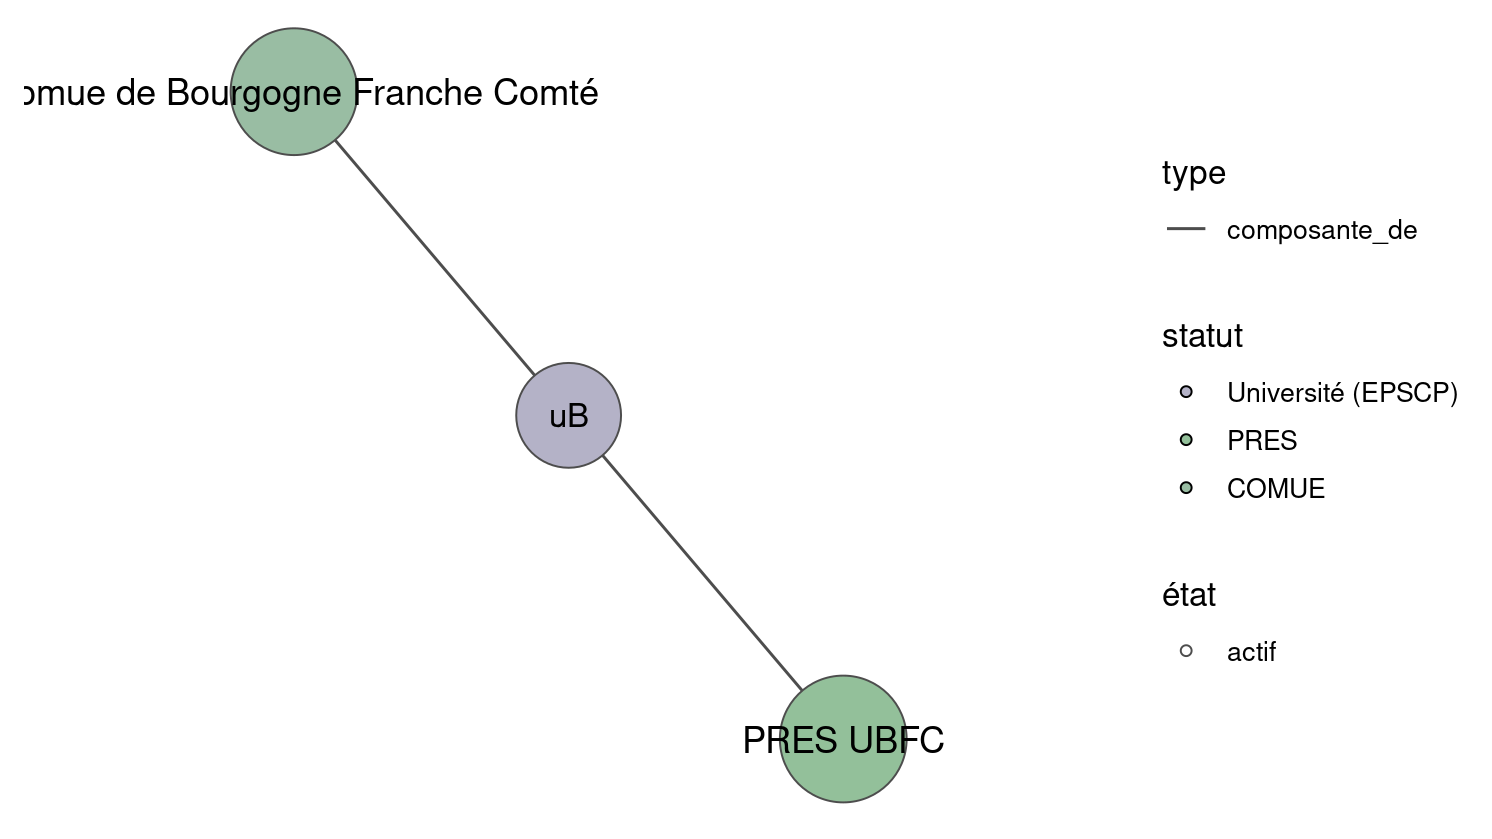 omue de Bourgogne Franche Comté
type
composante_de
statut
Université (EPSCP)
uB
PRES
COMUE
état
actif
PRES UBFC